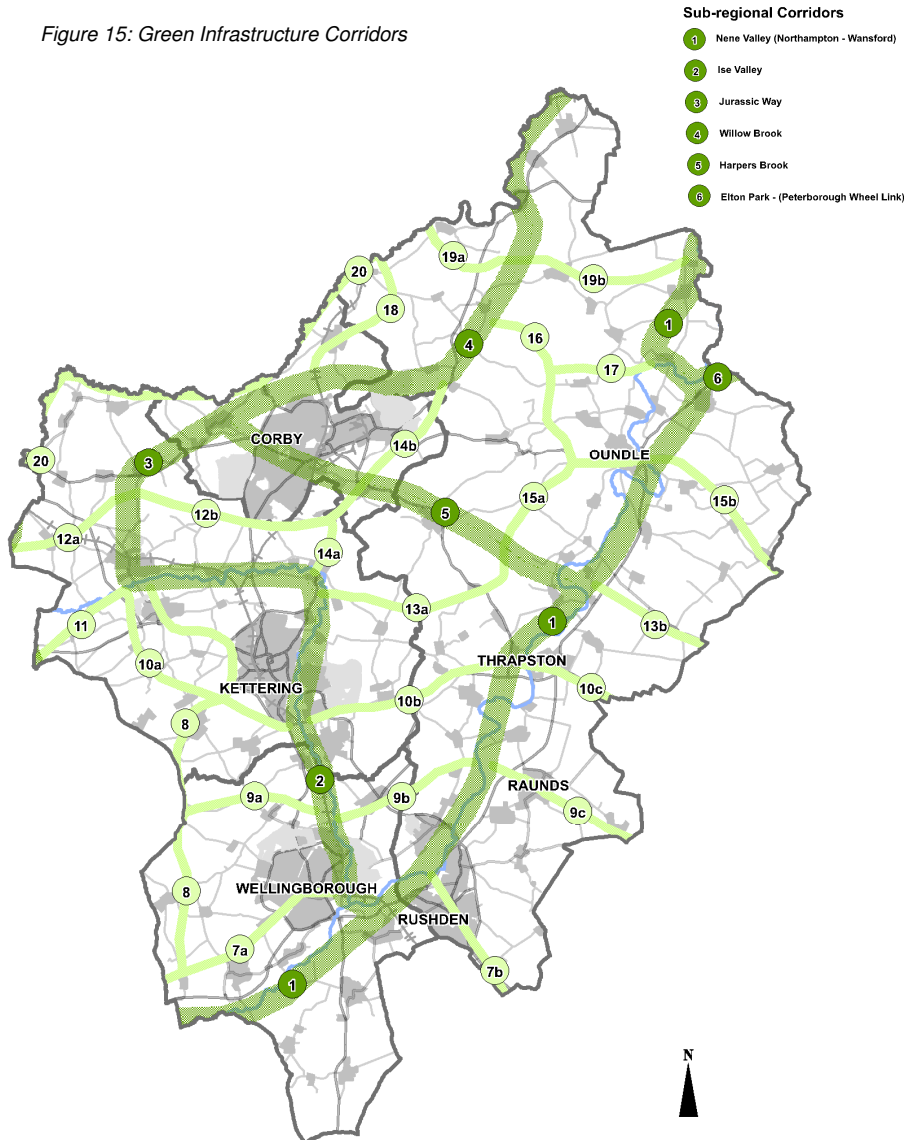 Figure 15: Green Infrastructure Corridors
Sub-regional Corridors
1 Nene Valley (Northampton - Wansford)
2 Ise Valley
3 Jurassic Way
4 Willow Brook
5 Harpers Brook
6 Elton Park - (Peterborough Wheel Link)
19a
20
19b
18
1
16
4
17
6
CORBY
14b
OUNDLE
20
3
15a
15b
12b
5
12a
14a
13a
11
1
13b
10a
THRAPSTON
KETTERING
10c
10b
8
2
RAUNDS
9a
9b
9c
WELLINGBOROUGH
8
RUSHDEN
7a
7b
1
N